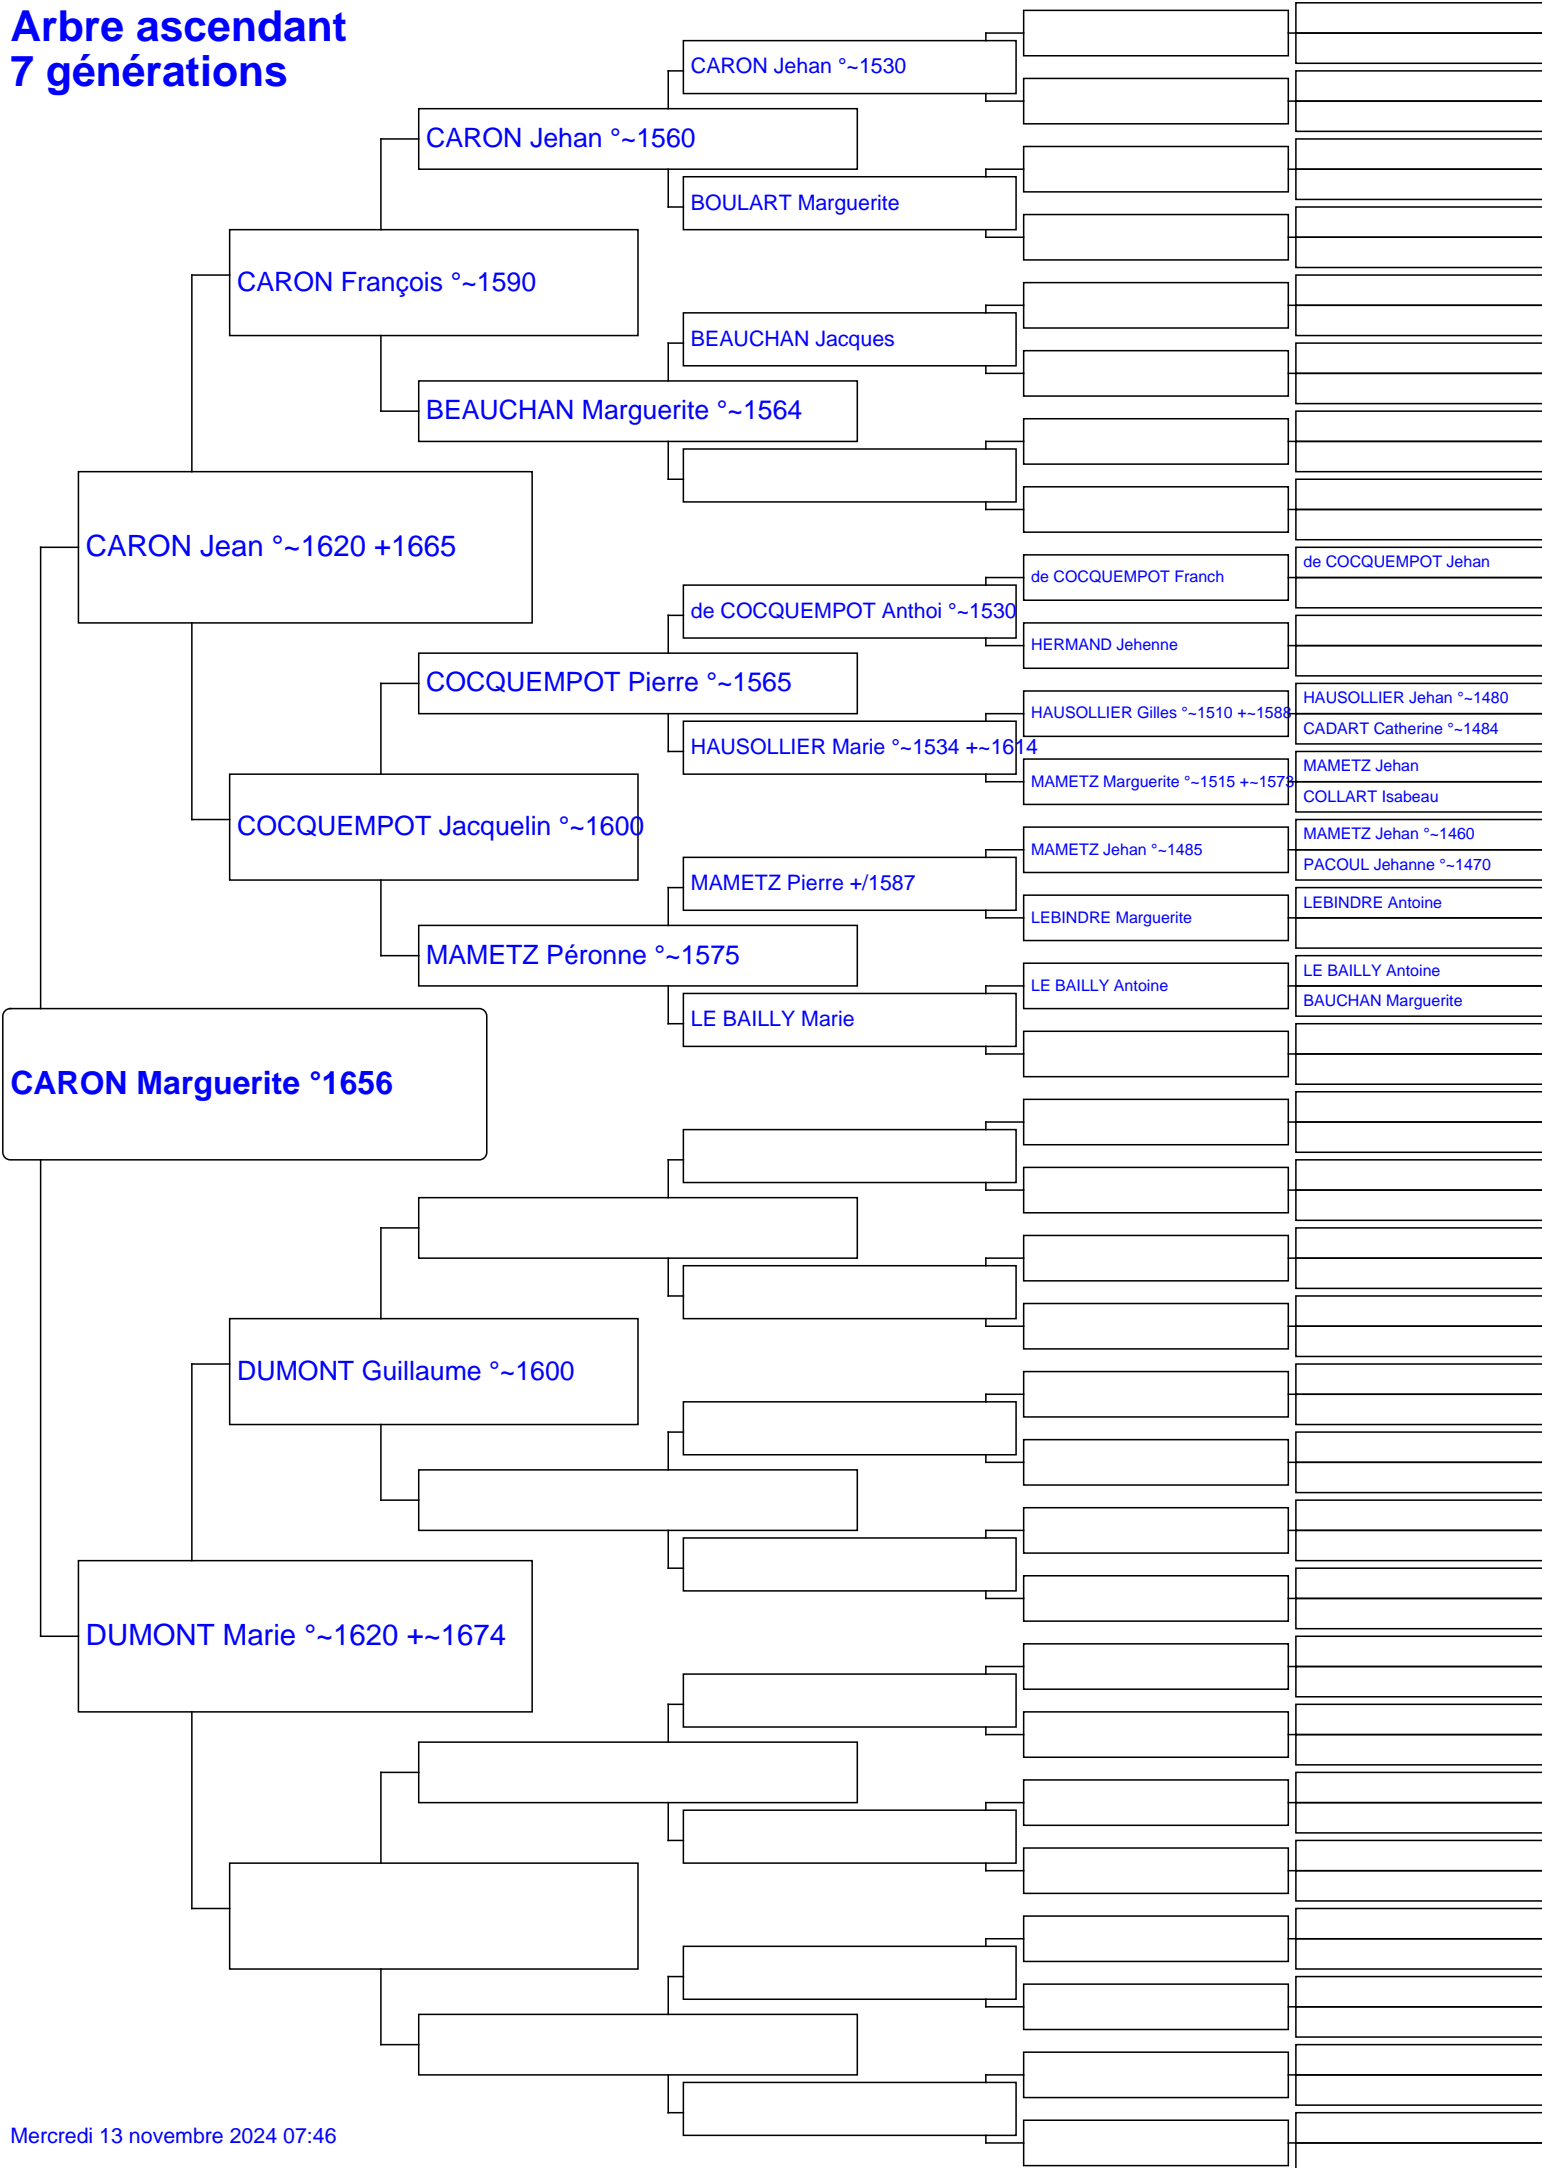 Arbre ascendant
7 générations
CARON Jehan °~1530
CARON Jehan °~1560
BOULART Marguerite
CARON François °~1590
BEAUCHAN Jacques
BEAUCHAN Marguerite °~1564
CARON Jean °~1620 +1665
de COCQUEMPOT Jehan
de COCQUEMPOT Franch
de COCQUEMPOT Anthoi °~1530
HERMAND Jehenne
COCQUEMPOT Pierre °~1565
HAUSOLLIER Jehan °~1480
HAUSOLLIER Gilles °~1510 +~1588
CADART Catherine °~1484
HAUSOLLIER Marie °~1534 +~1614
MAMETZ Jehan
MAMETZ Marguerite °~1515 +~1573
COLLART Isabeau
COCQUEMPOT Jacquelin °~1600
MAMETZ Jehan °~1460
MAMETZ Jehan °~1485
PACOUL Jehanne °~1470
MAMETZ Pierre +/1587
LEBINDRE Antoine
LEBINDRE Marguerite
MAMETZ Péronne °~1575
LE BAILLY Antoine
LE BAILLY Antoine
BAUCHAN Marguerite
LE BAILLY Marie
CARON Marguerite °1656
DUMONT Guillaume °~1600
DUMONT Marie °~1620 +~1674
Mercredi 13 novembre 2024 07:46